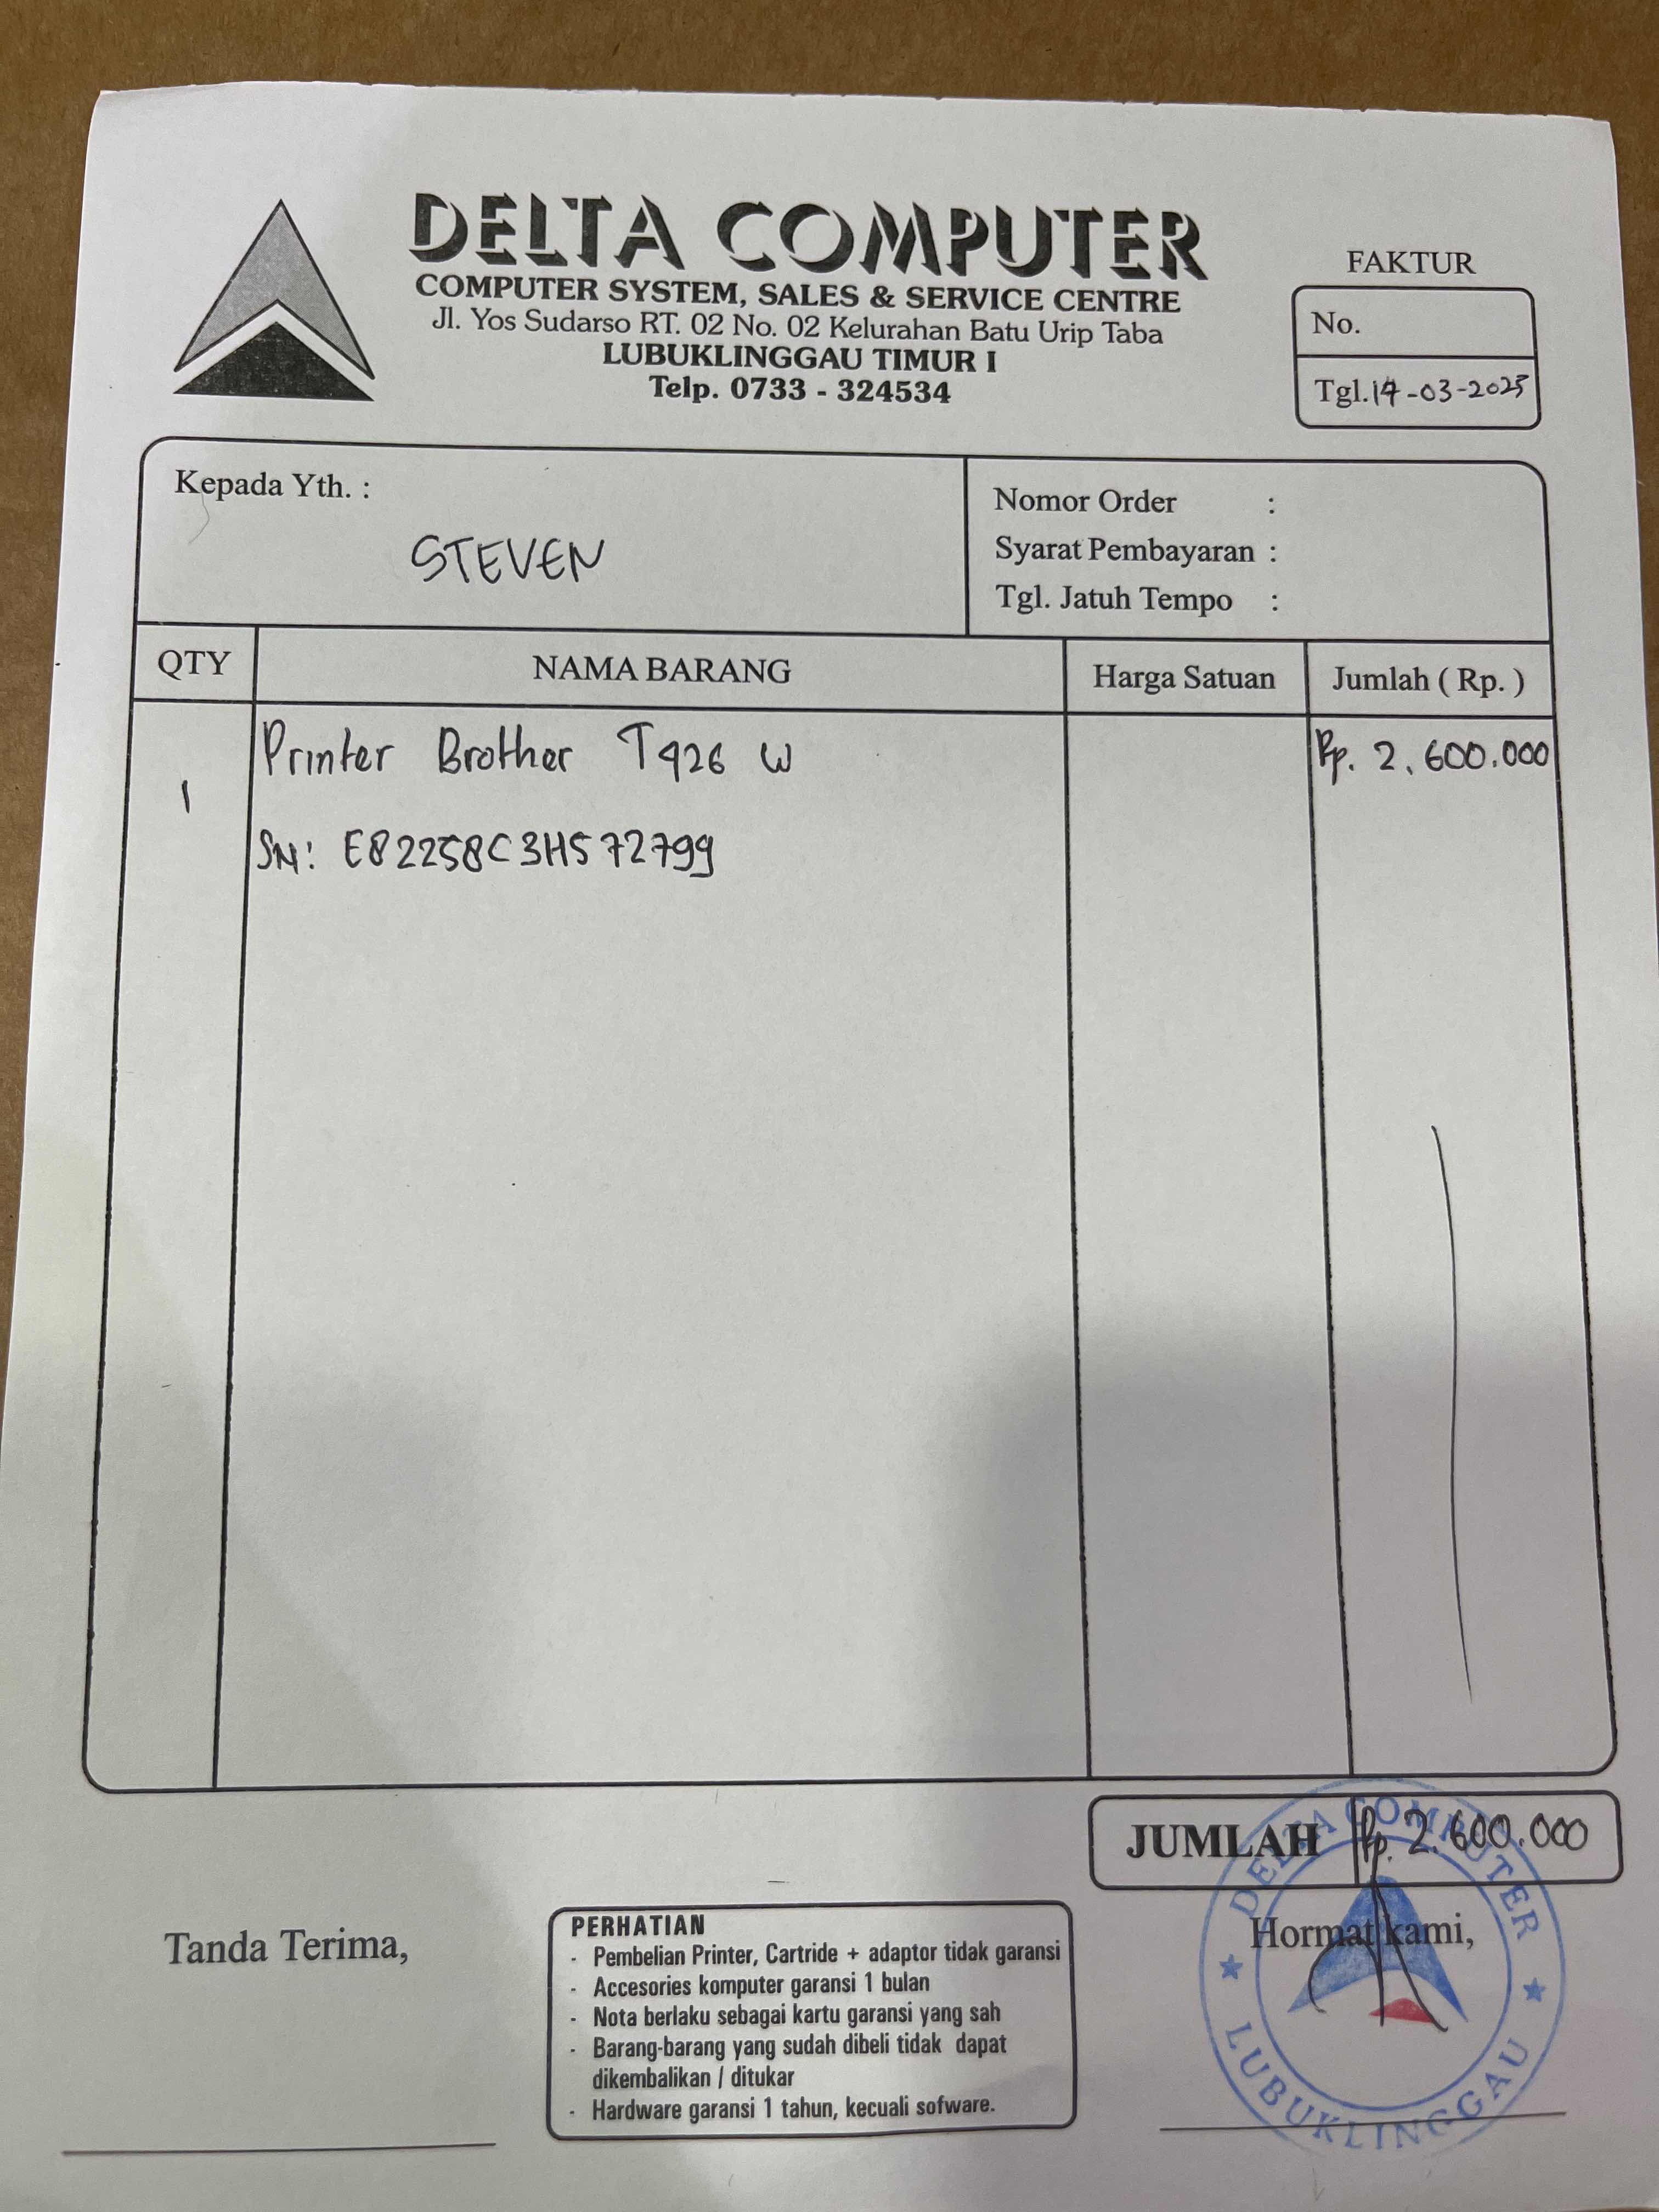 DELTA COMPUTER
COMPUTER SYSTEM, SALES & SERVICE CENTRE
Jl. Yos Sudarso RT. 02 No. 02 Kelurahan Batu Urip Taba
LUBUKLINGGAU TIMUR I
Telp. 0733 - 324534
FAKTUR
No.
Tgl. 14-03-2025
Kepada Yth. :
STEVEN
Nomor Order :
Syarat Pembayaran :
Tgl. Jatuh Tempo :
QTY NAMA BARANG Harga Satuan Jumlah ( Rp. )
1 Printer Brother T426 W Rp. 2.600.000
SN: E82258C3H572799
JUMLAH Rp. 2.600.000
Tanda Terima,
PERHATIAN
- Pembelian Printer, Cartride + adaptor tidak garansi
- Accesories komputer garansi 1 bulan
- Nota berlaku sebagai kartu garansi yang sah
- Barang-barang yang sudah dibeli tidak dapat
dikembalikan / ditukar
- Hardware garansi 1 tahun, kecuali sofware.
Hormat kami,
DELTA COMPUTER
LUBUKLINGGAU